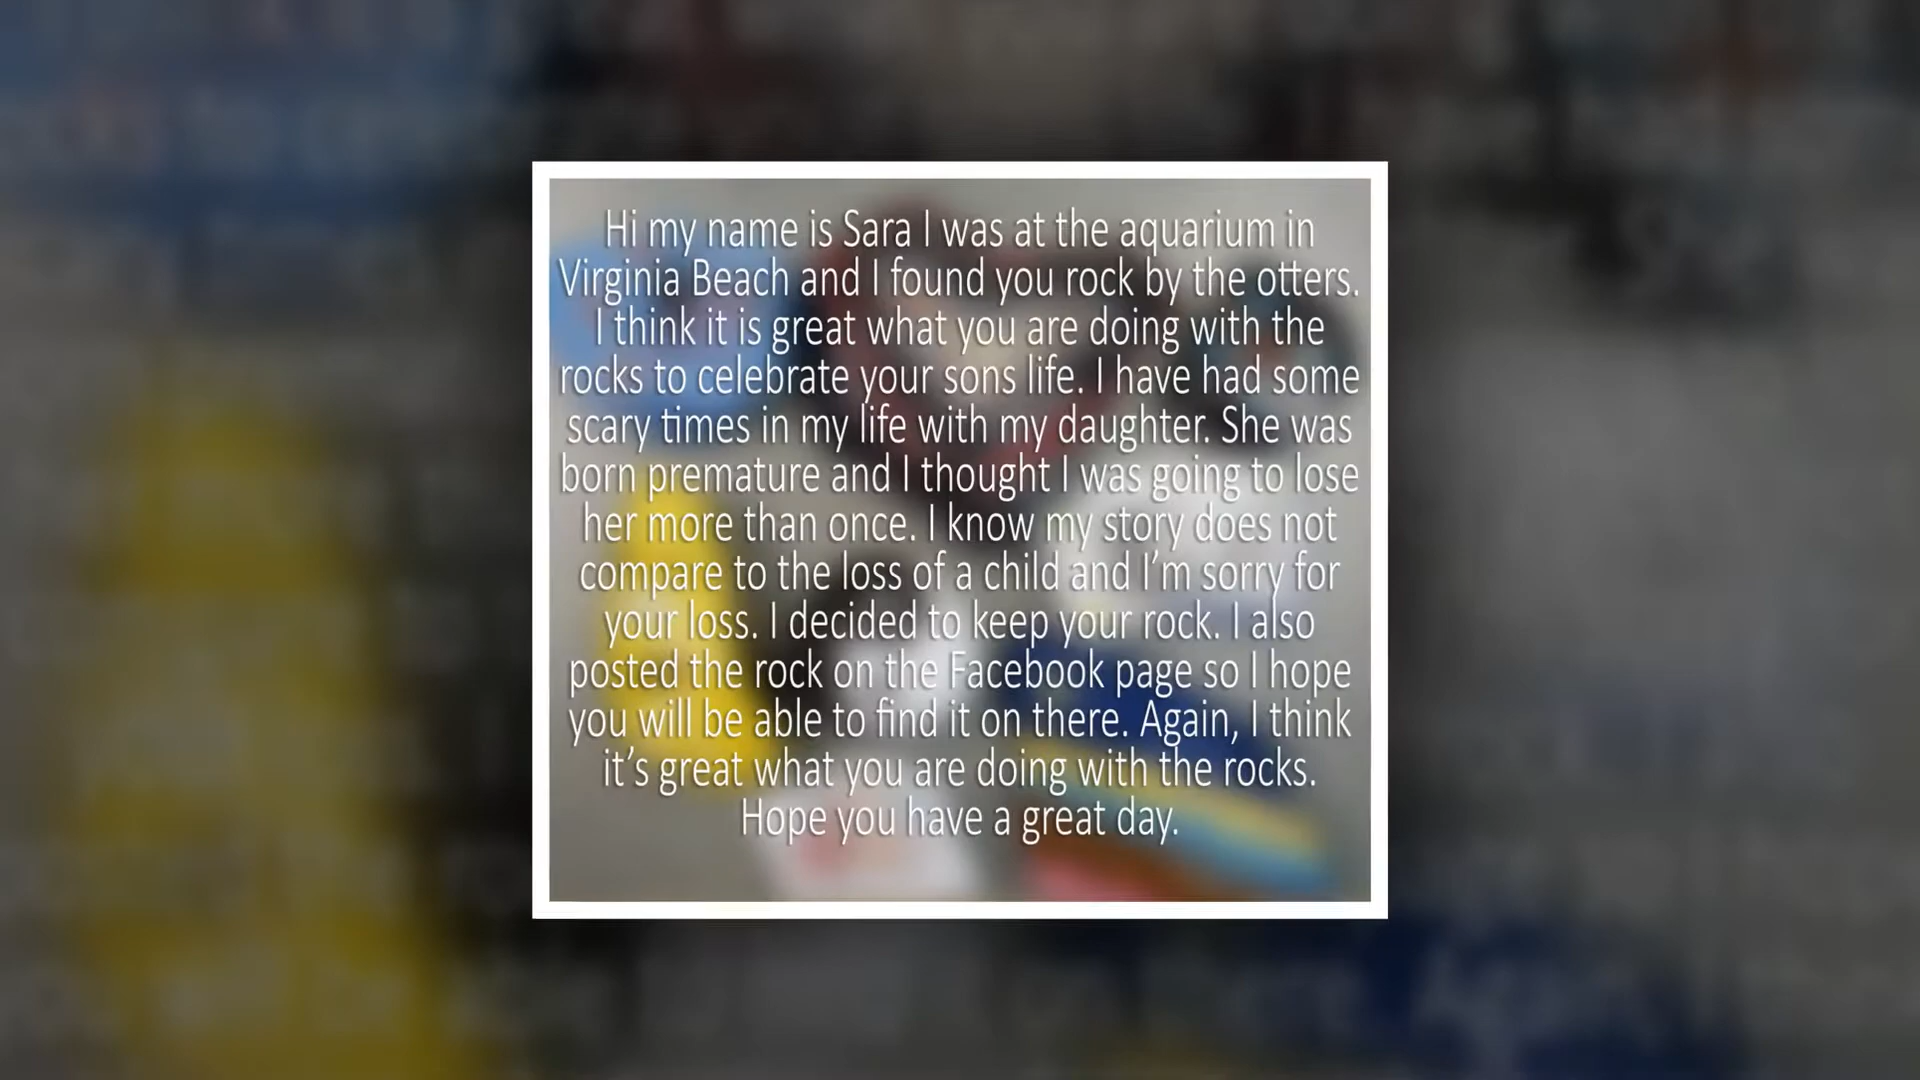 Hi my name is Sara I was at the aquarium in
Virginia Beach and I found you rock by the otters.
I think it is great what you are doing with the
rocks to celebrate your sons life. I have had some
scary times in my life with my daughter. She was
born premature and I thought I was going to lose
her more than once. I know my story does not
compare to the loss of a child and I’m sorry for
your loss. I decided to keep your rock. I also
posted the rock on the Facebook page so I hope
you will be able to find it on there. Again, I think
it’s great what you are doing with the rocks.
Hope you have a great day.